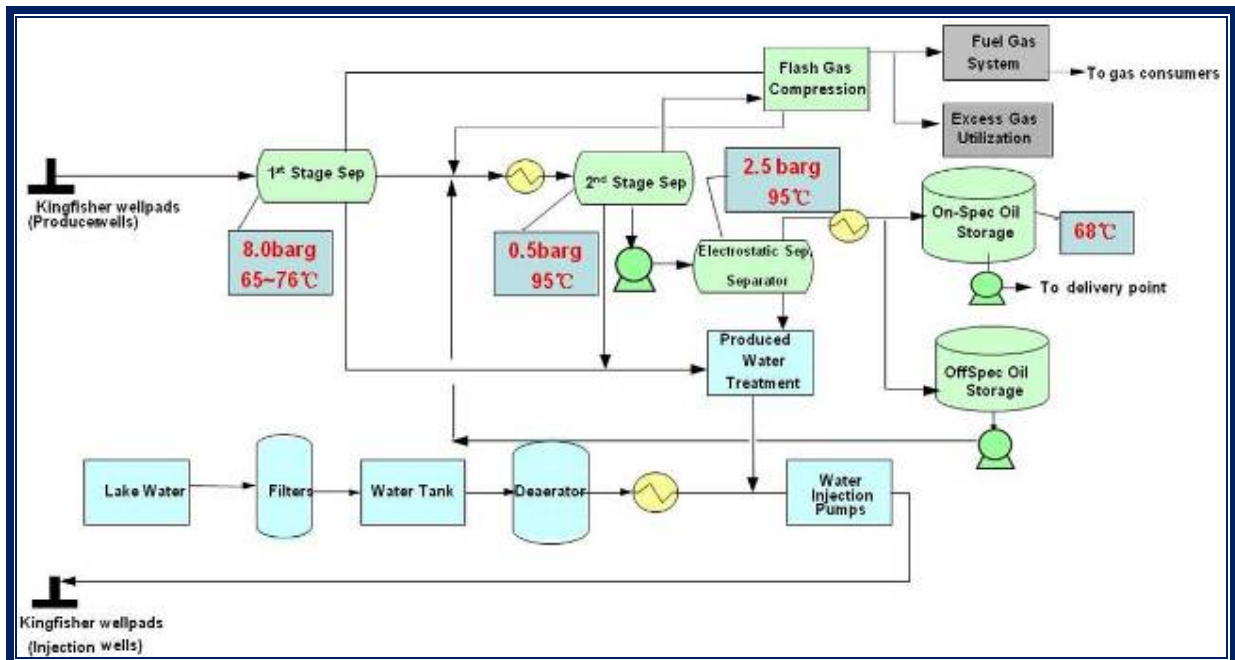 Fuel Gas
System
To gas consumers
Flash Gas
Compression
Excess Gas
Utilization
1st Stage Sep
2nd Stage Sep
2.5 barg
95℃
Kingfisher wellpads
(Producerwells)
8.0barg
65~76℃
0.5barg
95℃
Electrostatic Sep.
Separator
On-Spec Oil
Storage
68℃
To delivery point
Produced
Water
Treatment
OffSpec Oil
Storage
Lake Water
Filters
Water Tank
Deaerator
Water
Injection
Pumps
Kingfisher wellpads
(Injection wells)